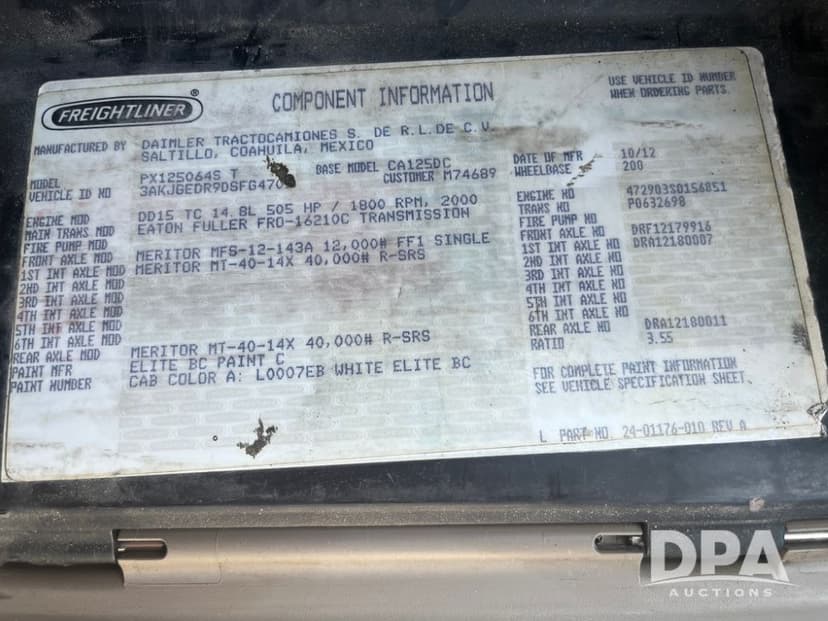 FREIGHTLINER ®
COMPONENT INFORMATION
USE VEHICLE ID NUMBER
WHEN ORDERING PARTS.
MANUFACTURED BY DAIMLER TRACTOCAMIONES S. DE R.L.DE C.V.
SALTILLO, COAHUILA, MEXICO
DATE OF MFR 10/12
WHEELBASE 200
MODEL PX125064S T BASE MODEL CA125DC
VEHICLE ID NO CUSTOMER M74689
ENGINE MOD DD15 TC 14.8L 505 HP / 1800 RPM, 2000
MAIN TRANS MOD EATON FULLER FRO-16210C TRANSMISSION
FIRE PUMP MOD
FRONT AXLE MOD MERITOR MFS-12-143A 12,000# FF1 SINGLE
1ST INT AXLE MOD MERITOR MT-40-14X 40,000# R-SRS
2ND INT AXLE MOD
3RD INT AXLE MOD
4TH INT AXLE MOD
5TH INT AXLE MOD
6TH INT AXLE MOD
REAR AXLE MOD MERITOR MT-40-14X 40,000# R-SRS
PAINT MFR ELITE BC PAINT C
PAINT NUMBER CAB COLOR A: L0007EB WHITE ELITE BC
ENGINE NO 472903S0156851
TRANS NO P0632698
FIRE PUMP NO
FRONT AXLE NO DRF12179916
1ST INT AXLE NO DRA12180007
2ND INT AXLE NO
3RD INT AXLE NO
4TH INT AXLE NO
5TH INT AXLE NO
6TH INT AXLE NO
REAR AXLE NO DRA12180011
RATIO 3.55
FOR COMPLETE PAINT INFORMATION
SEE VEHICLE SPECIFICATION SHEET.
L PART NO. 24-01176-010 REV A
DPA
AUCTIONS